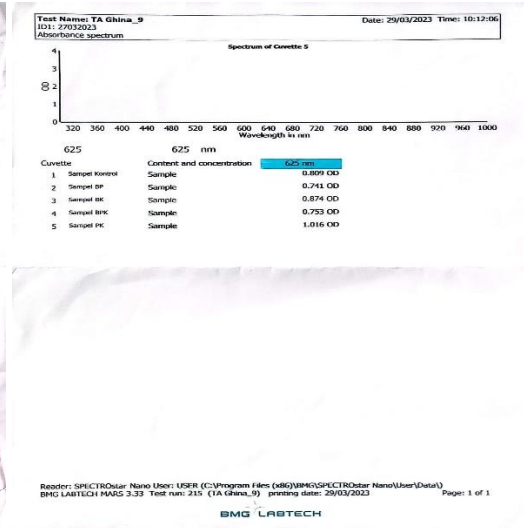 Test Name: TA Ghina_9 Date: 29/03/2023 Time: 10:12:06
ID1: 27032023
Absorbance spectrum
Spectrum of Cuvette 5
4
3
OD 2
1
0
320 360 400 440 480 520 560 600 640 680 720 760 800 840 880 920 960 1000
Wavelength in nm
625 625 nm
Cuvette Content and concentration 625 nm
1 Sampel Kontrol Sample 0.809 OD
2 Sampel BP Sample 0.741 OD
3 Sampel BK Sample 0.874 OD
4 Sampel BPK Sample 0.753 OD
5 Sampel PK Sample 1.016 OD
Reader: SPECTROstar Nano User: USER (C:\Program Files (x86)\BMG\SPECTROstar Nano\User\Data\)
BMG LABTECH MARS 3.33 Test run: 215 (TA Ghina_9) printing date: 29/03/2023 Page: 1 of 1
BMG LABTECH